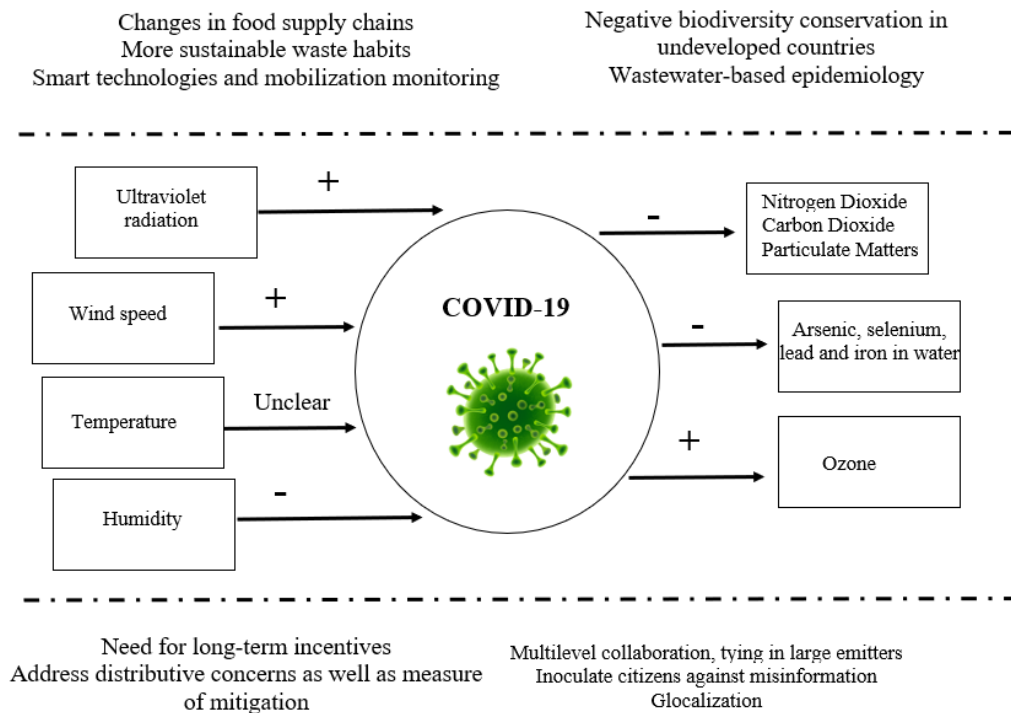 Changes in food supply chains
More sustainable waste habits
Smart technologies and mobilization monitoring
Negative biodiversity conservation in
undeveloped countries
Wastewater-based epidemiology
Ultraviolet
radiation
+
Wind speed
+
Temperature
Unclear
Humidity
-
COVID-19
-
Nitrogen Dioxide
Carbon Dioxide
Particulate Matters
-
Arsenic, selenium,
lead and iron in water
+
Ozone
Need for long-term incentives
Address distributive concerns as well as measure
of mitigation
Multilevel collaboration, tying in large emitters
Inoculate citizens against misinformation
Glocalization